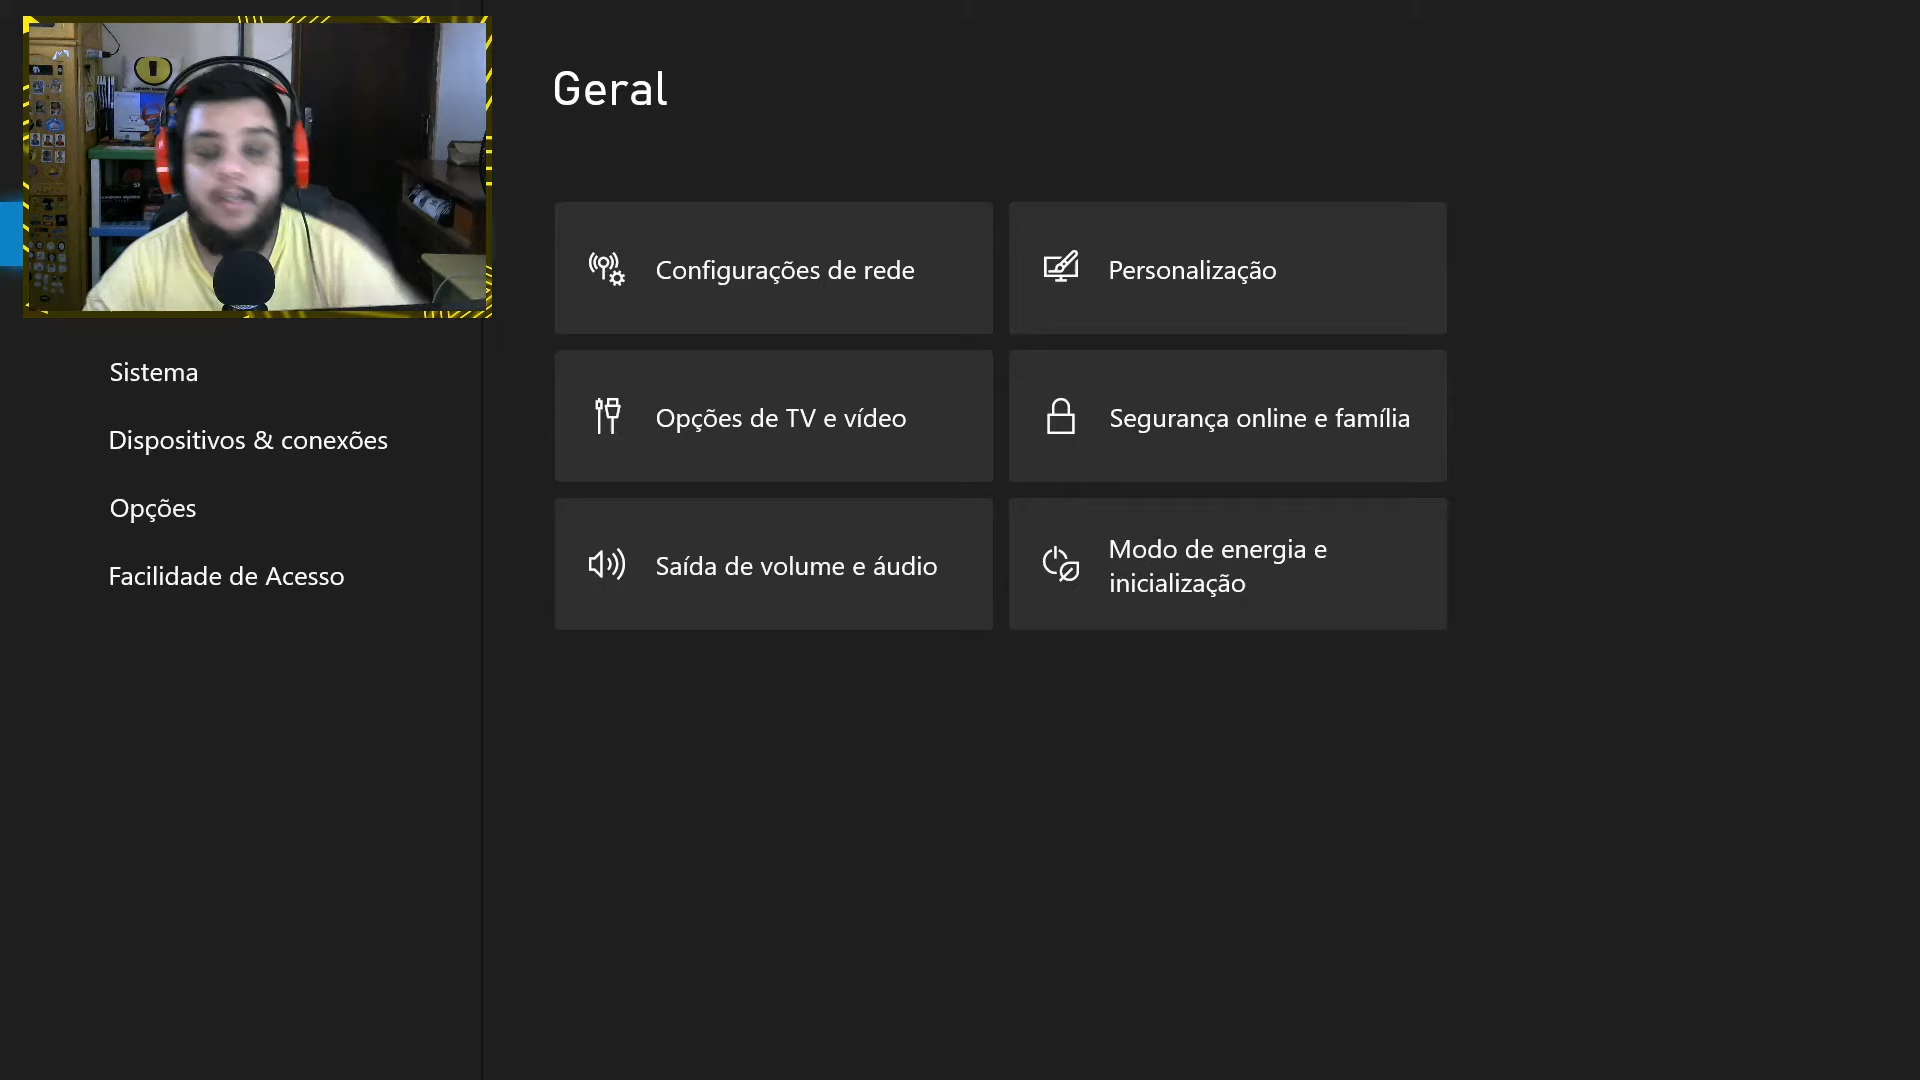 Geral
Configurações de rede
Personalização
Opções de TV e vídeo
Segurança online e família
Saída de volume e áudio
Modo de energia e
inicialização
Sistema
Dispositivos & conexões
Opções
Facilidade de Acesso